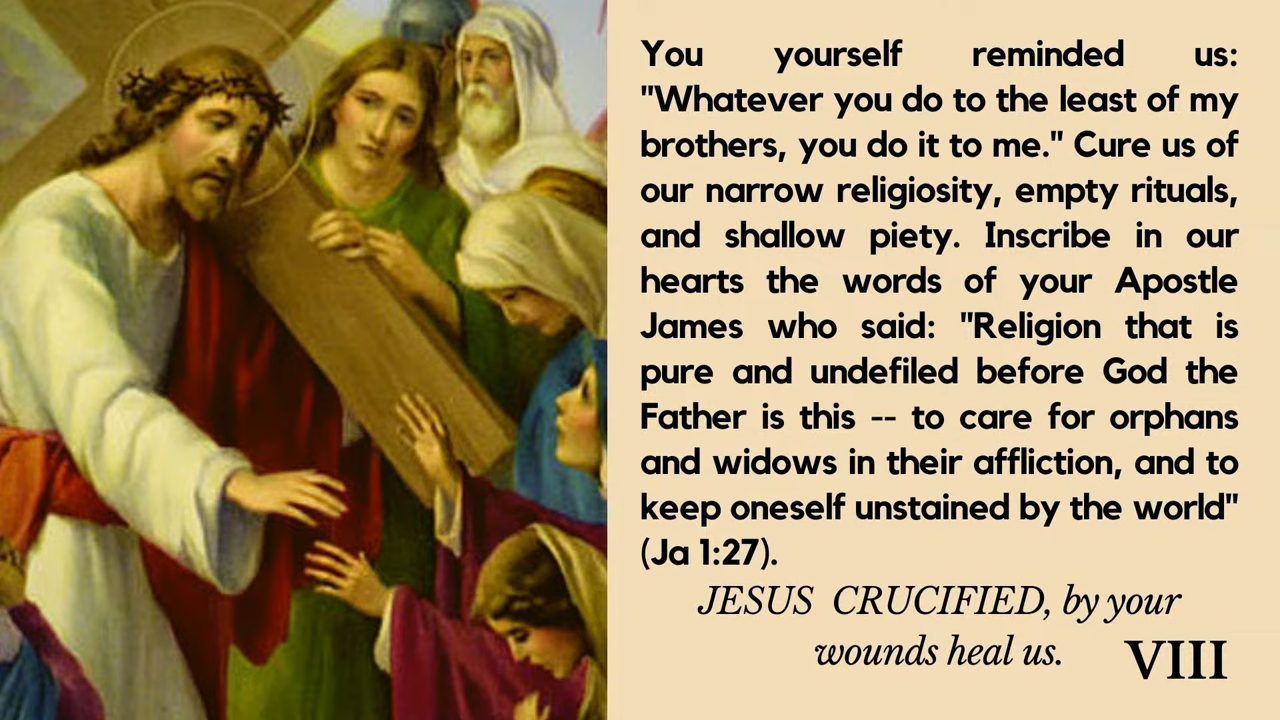 You yourself reminded us:
"Whatever you do to the least of my
brothers, you do it to me." Cure us of
our narrow religiosity, empty rituals,
and shallow piety. Inscribe in our
hearts the words of your Apostle
James who said: "Religion that is
pure and undefiled before God the
Father is this -- to care for orphans
and widows in their affliction, and to
keep oneself unstained by the world"
(Ja 1:27).
JESUS CRUCIFIED, by your
wounds heal us.
VIII